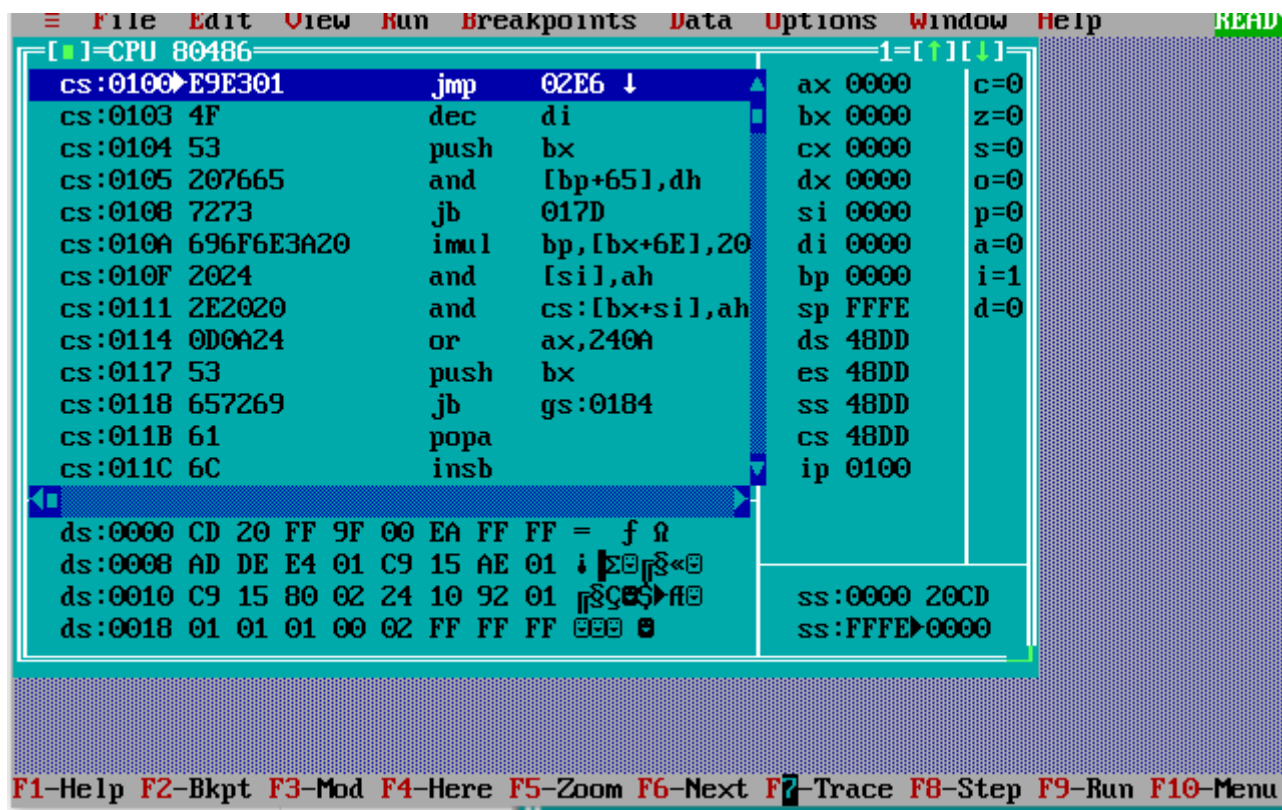 ≡ File Edit View Run Breakpoints Data Options Window Help READ
[■]=CPU 80486 1=[↑][↓]
cs:0100►E9E301 jmp 02E6 ↓ ax 0000 c=0
cs:0103 4F dec di bx 0000 z=0
cs:0104 53 push bx cx 0000 s=0
cs:0105 207665 and [bp+65],dh dx 0000 o=0
cs:0108 7273 jb 017D si 0000 p=0
cs:010A 696F6E3A20 imul bp,[bx+6E],20 di 0000 a=0
cs:010F 2024 and [si],ah bp 0000 i=1
cs:0111 2E2020 and cs:[bx+si],ah sp FFFE d=0
cs:0114 0D0A24 or ax,240A ds 48DD
cs:0117 53 push bx es 48DD
cs:0118 657269 jb gs:0184 ss 48DD
cs:011B 61 popa cs 48DD
cs:011C 6C insb ip 0100
ds:0000 CD 20 FF 9F 00 EA FF FF = ƒ Ω
ds:0008 AD DE E4 01 C9 15 AE 01 ¡▐Σ☺╔§«☺
ds:0010 C9 15 80 02 24 10 92 01 ╔§Ç☻$►Æ☺ ss:0000 20CD
ds:0018 01 01 01 00 02 FF FF FF ☺☺☺ ☻ ss:FFFE►0000
F1-Help F2-Bkpt F3-Mod F4-Here F5-Zoom F6-Next F7-Trace F8-Step F9-Run F10-Menu